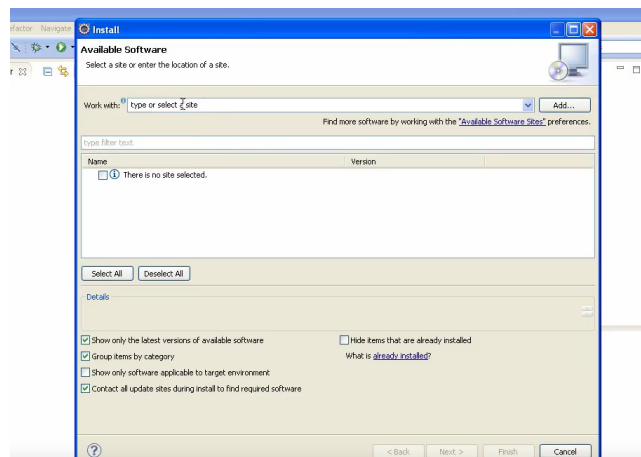 efactor Navigate
Install
Available Software
Select a site or enter the location of a site.
Work with: type or select a site
Add...
Find more software by working with the "Available Software Sites" preferences.
type filter text
Name Version
There is no site selected.
Select All Deselect All
Details
Show only the latest versions of available software
Hide items that are already installed
Group items by category
What is already installed?
Show only software applicable to target environment
Contact all update sites during install to find required software
< Back Next > Finish Cancel